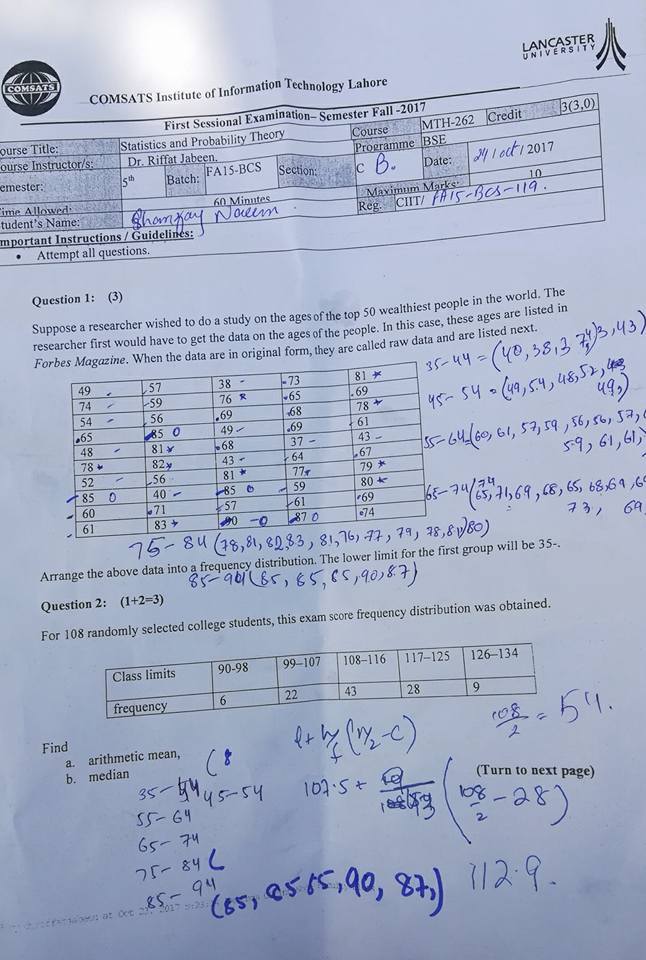 LANCASTER
UNIVERSITY
COMSATS
COMSATS Institute of Information Technology Lahore
First Sessional Examination– Semester Fall -2017
ourse Title: Statistics and Probability Theory Course MTH-262 Credit 3(3,0)
ourse Instructor/s: Dr. Riffat Jabeen. Programme BSE
emester: 5th Batch: FA15-BCS Section: C B. Date: 24/oct/2017
ime Allowed: 60 Minutes Maximum Marks: 10
tudent's Name: Naeem Reg. CIIT/ FA15-BCS-119.
mportant Instructions / Guidelines:
• Attempt all questions.
Question 1: (3)
Suppose a researcher wished to do a study on the ages of the top 50 wealthiest people in the world. The
researcher first would have to get the data on the ages of the people. In this case, these ages are listed in
Forbes Magazine. When the data are in original form, they are called raw data and are listed next.
49 57 38 73 81
74 59 76 65 69
54 56 69 68 78
65 85 49 69 61
48 81 68 37 43
78 82 43 64 67
52 56 81 77 79
85 40 85 59 80
60 71 57 61 69
61 83 90 87 74
35-44 = (40, 38, 3 43)
45-54 = (49, 54, 48, 52, 49,)
55-64 = (60, 61, 57, 59, 56, 56, 57,
59, 61, 61,
65-74 (65, 71, 69, 68, 65, 68, 69, 6
73, 69
74
75-84 (78, 81, 82, 83, 81, 76, 77, 79, 78, 81, 80)
Arrange the above data into a frequency distribution. The lower limit for the first group will be 35-.
85-94 (85, 85, 85, 90, 87)
Question 2: (1+2=3)
For 108 randomly selected college students, this exam score frequency distribution was obtained.
Class limits 90-98 99–107 108–116 117–125 126–134
frequency 6 22 43 28 9
108/2 = 54.
Find
a. arithmetic mean,
b. median
l + h/f (n/2 - C)
(Turn to next page)
107.5 + (108/2 - 28)
112.9.
35-44 45-54
55-64
65-74
75-84 (
85-94
(85, 85 85, 90, 87,)